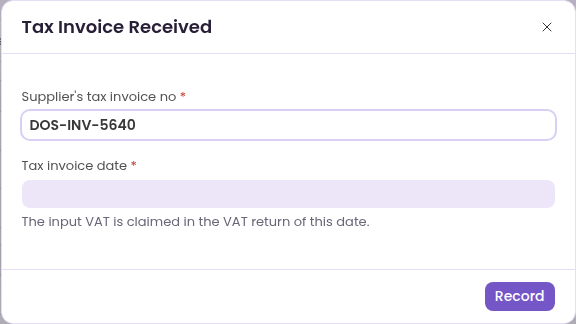 Tax Invoice Received
Supplier's tax invoice no *
DOS-INV-5640
Tax invoice date *
The input VAT is claimed in the VAT return of this date.
Record